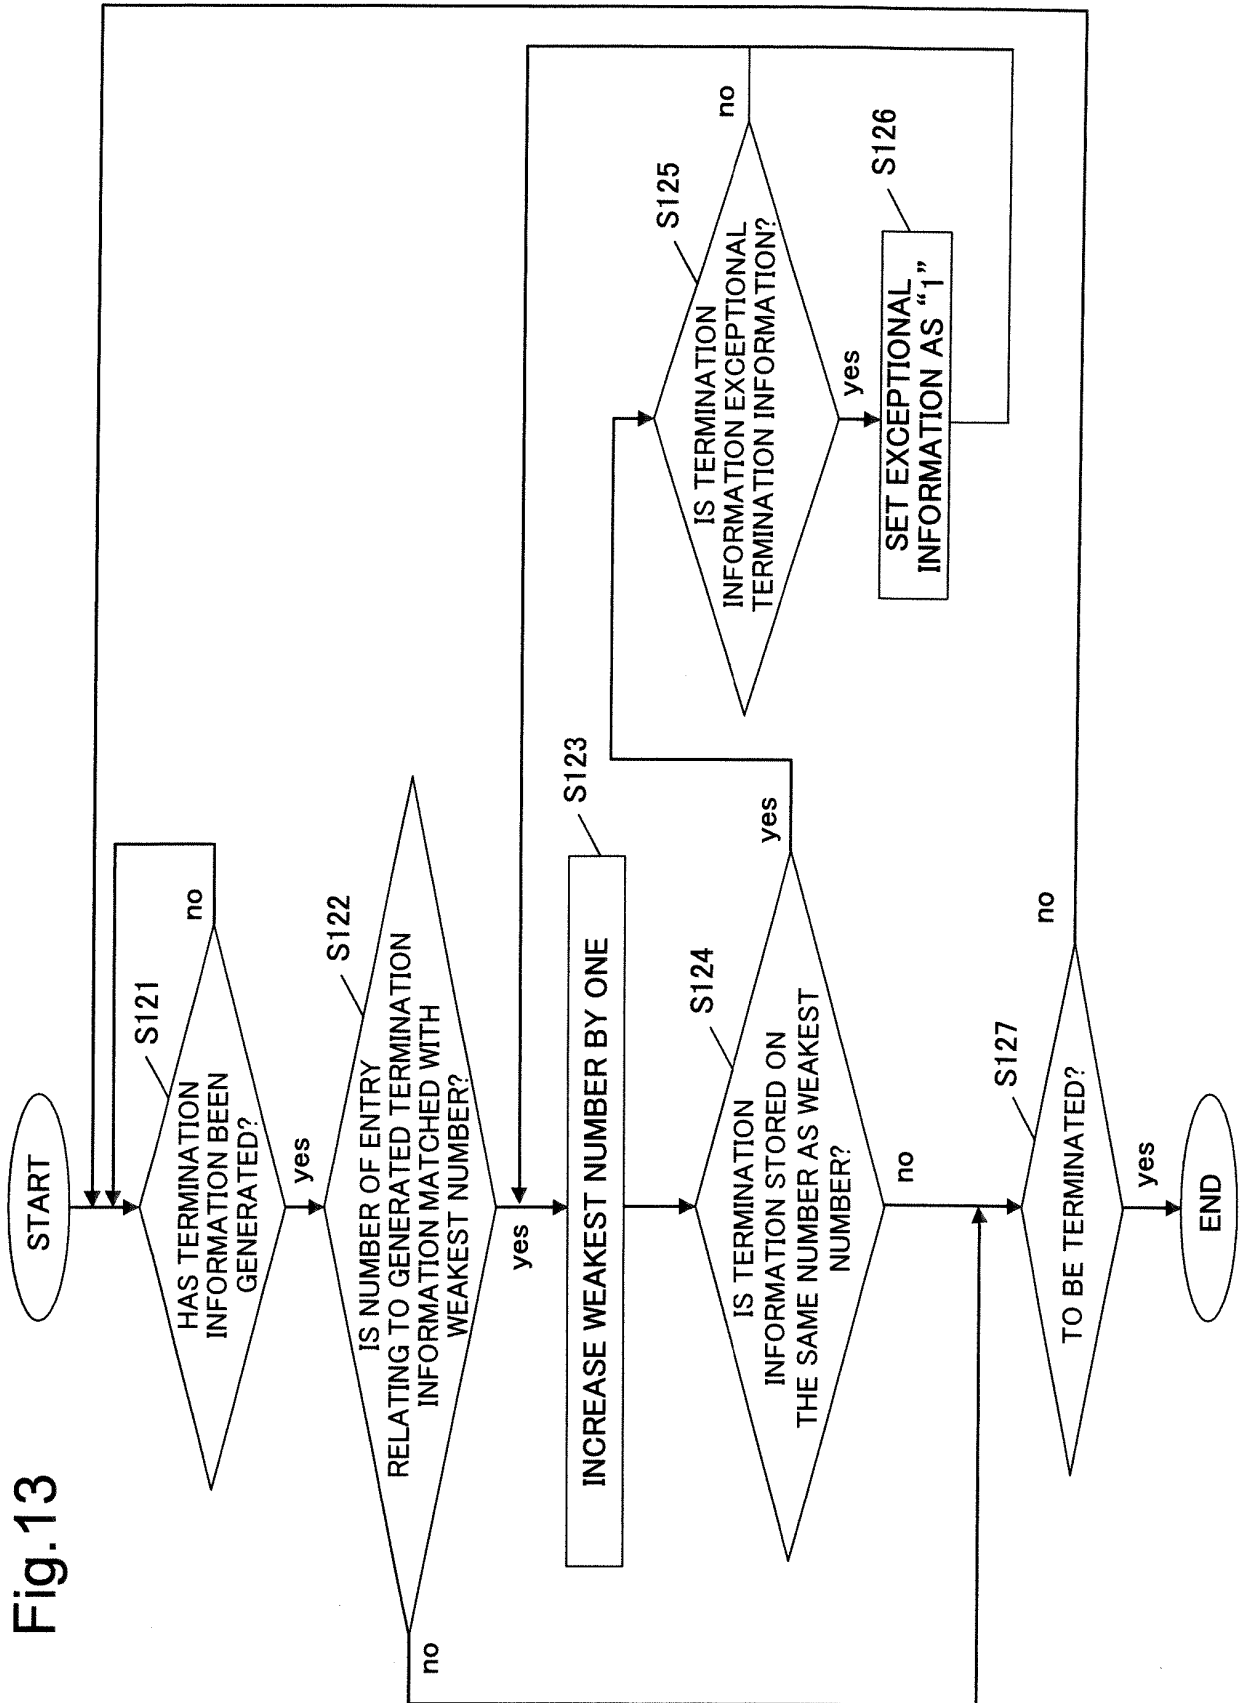 Fig.13
START
HAS TERMINATION
INFORMATION BEEN
GENERATED?
S121
no
yes
IS NUMBER OF ENTRY
RELATING TO GENERATED TERMINATION
INFORMATION MATCHED WITH
WEAKEST NUMBER?
S122
no
yes
INCREASE WEAKEST NUMBER BY ONE
S123
IS TERMINATION
INFORMATION STORED ON
THE SAME NUMBER AS WEAKEST
NUMBER?
S124
yes
no
IS TERMINATION
INFORMATION EXCEPTIONAL
TERMINATION INFORMATION?
S125
no
yes
SET EXCEPTIONAL
INFORMATION AS “1”
S126
TO BE TERMINATED?
S127
no
yes
END